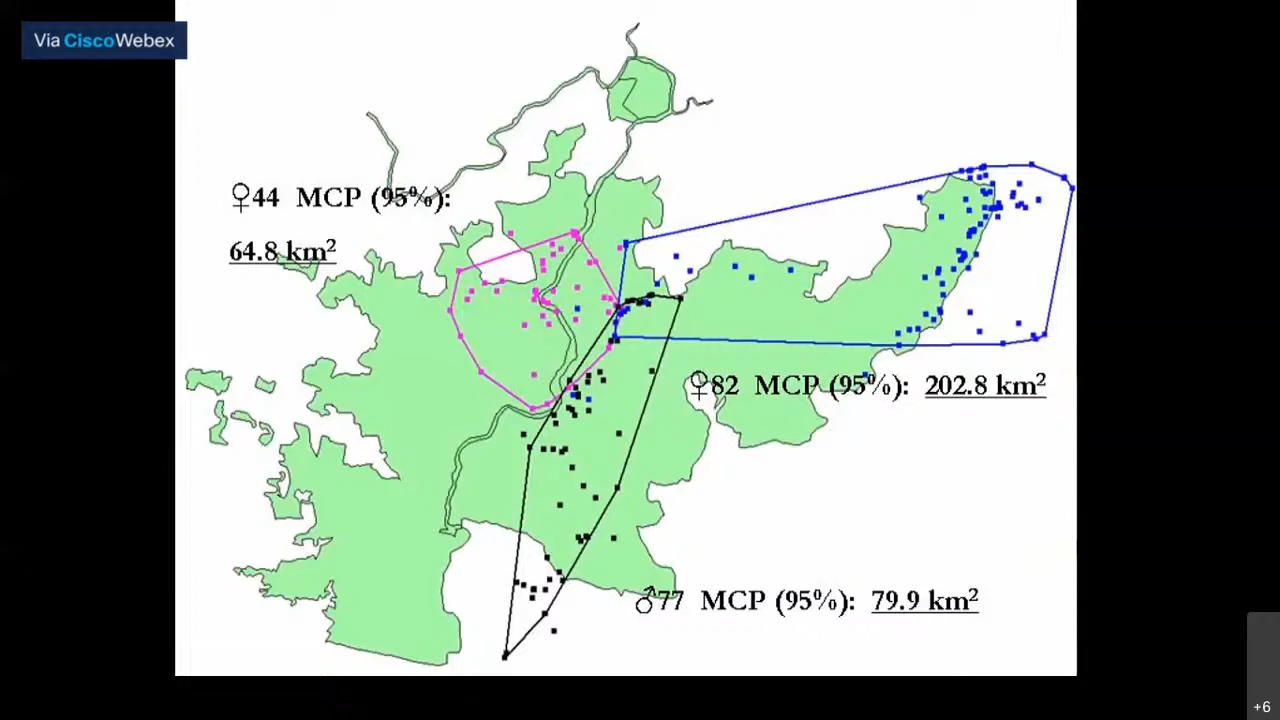 Via CiscoWebex
♀44 MCP (95%):
64.8 km²
♀82 MCP (95%): 202.8 km²
♂77 MCP (95%): 79.9 km²
+6